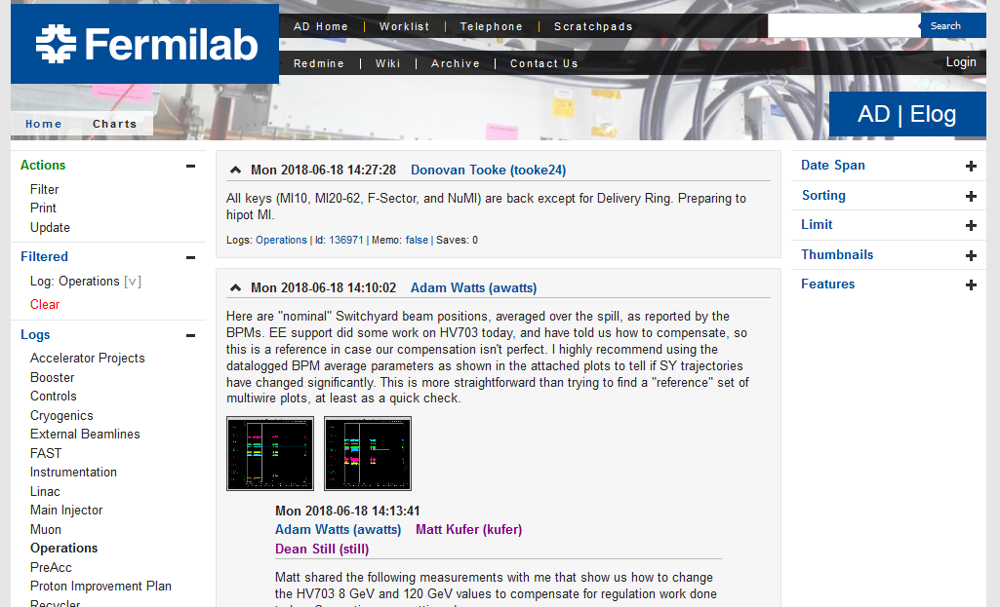 Fermilab
AD Home | Worklist | Telephone | Scratchpads
Search
Redmine | Wiki | Archive | Contact Us
Login
Home Charts
AD | Elog
Actions
Filter
Print
Update
Filtered
Log: Operations [v]
Clear
Logs
Accelerator Projects
Booster
Controls
Cryogenics
External Beamlines
FAST
Instrumentation
Linac
Main Injector
Muon
Operations
PreAcc
Proton Improvement Plan
Recycler
Mon 2018-06-18 14:27:28 Donovan Tooke (tooke24)
All keys (MI10, MI20-62, F-Sector, and NuMI) are back except for Delivery Ring. Preparing to
hipot MI.
Logs: Operations | Id: 136971 | Memo: false | Saves: 0
Mon 2018-06-18 14:10:02 Adam Watts (awatts)
Here are "nominal" Switchyard beam positions, averaged over the spill, as reported by the
BPMs. EE support did some work on HV703 today, and have told us how to compensate, so
this is a reference in case our compensation isn't perfect. I highly recommend using the
datalogged BPM average parameters as shown in the attached plots to tell if SY trajectories
have changed significantly. This is more straightforward than trying to find a "reference" set of
multiwire plots, at least as a quick check.
Mon 2018-06-18 14:13:41
Adam Watts (awatts) Matt Kufer (kufer)
Dean Still (still)
Matt shared the following measurements with me that show us how to change
the HV703 8 GeV and 120 GeV values to compensate for regulation work done
Date Span
Sorting
Limit
Thumbnails
Features